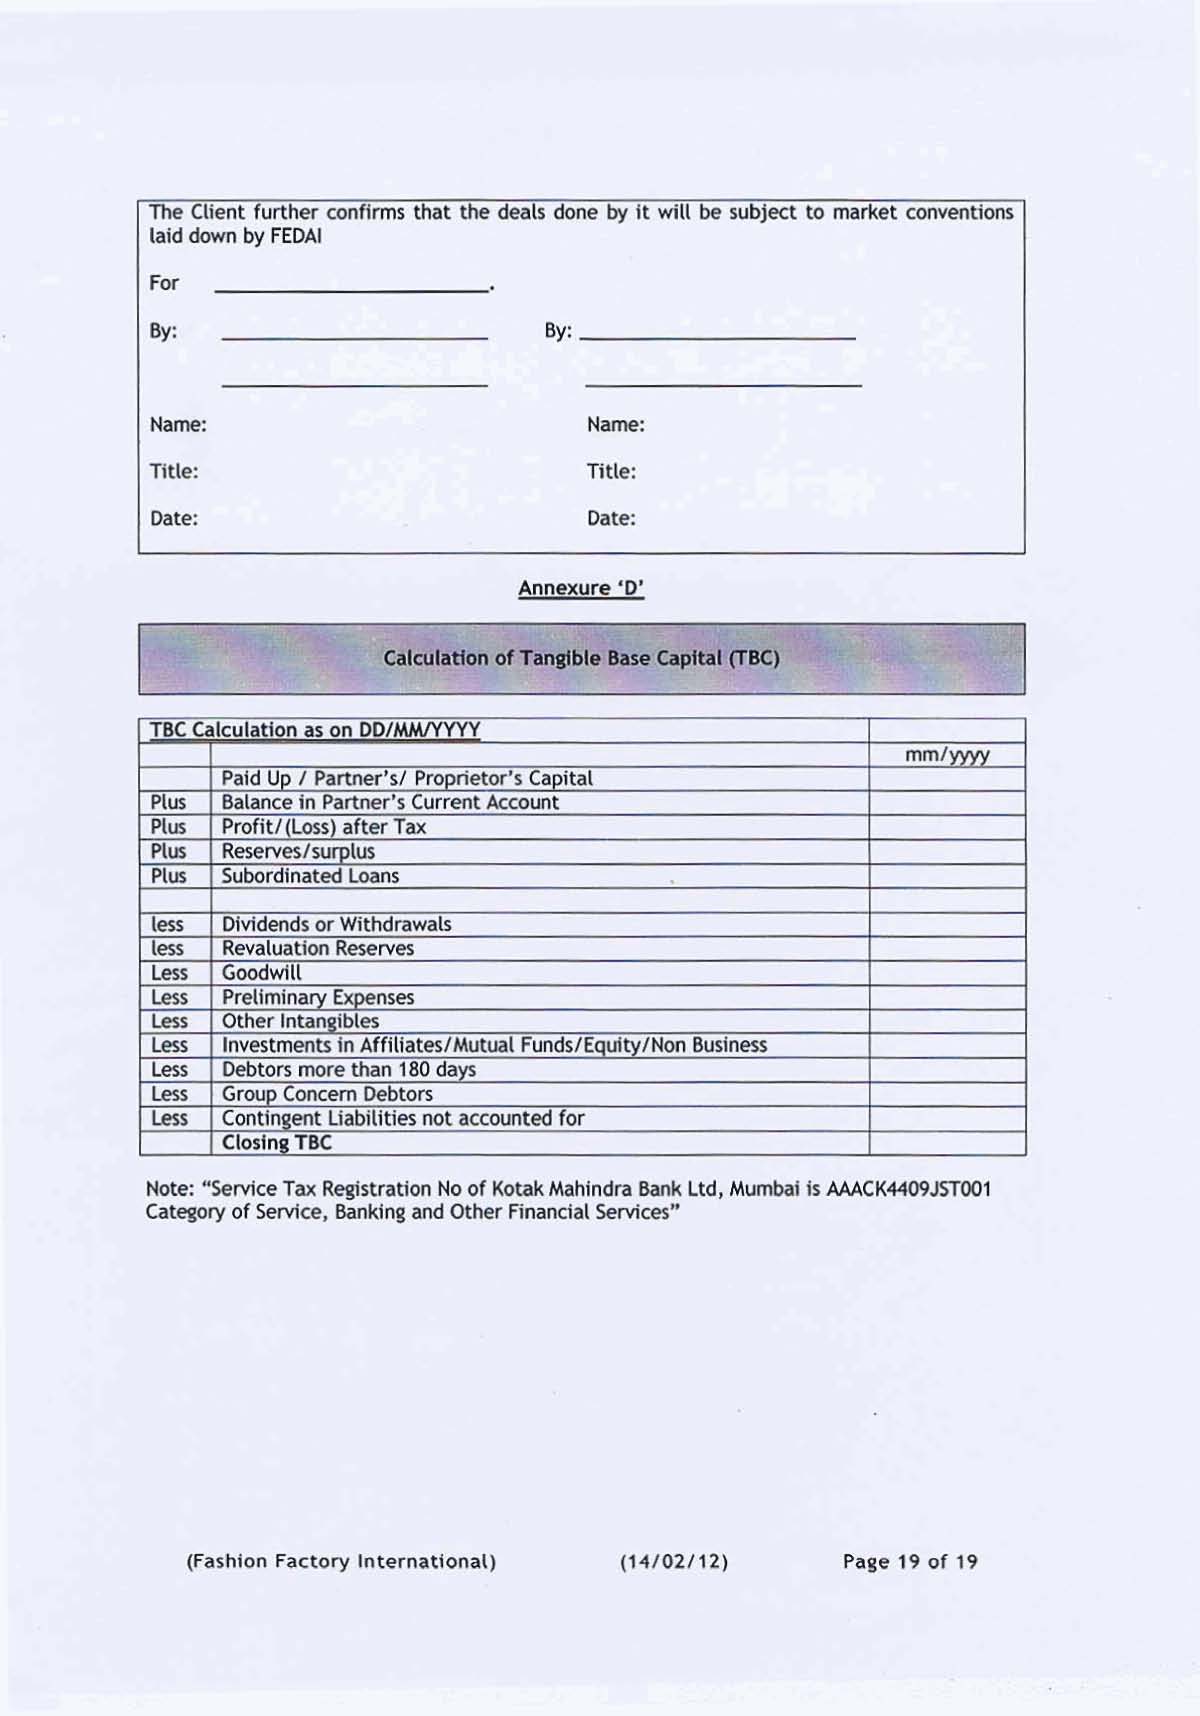 The Client further confirms that the deals done by it will be subject to market conventions
laid down by FEDAI
For ____________________.
By: ____________________ By: ____________________
Name: Name:
Title: Title:
Date: Date:
Annexure ‘D’
Calculation of Tangible Base Capital (TBC)
TBC Calculation as on DD/MM/YYYY
mm/yyyy
Paid Up / Partner’s/ Proprietor’s Capital
Plus Balance in Partner’s Current Account
Plus Profit/(Loss) after Tax
Plus Reserves/surplus
Plus Subordinated Loans
less Dividends or Withdrawals
less Revaluation Reserves
Less Goodwill
Less Preliminary Expenses
Less Other Intangibles
Less Investments in Affiliates/Mutual Funds/Equity/Non Business
Less Debtors more than 180 days
Less Group Concern Debtors
Less Contingent Liabilities not accounted for
Closing TBC
Note: “Service Tax Registration No of Kotak Mahindra Bank Ltd, Mumbai is AAACK4409JST001
Category of Service, Banking and Other Financial Services”
(Fashion Factory International) (14/02/12) Page 19 of 19